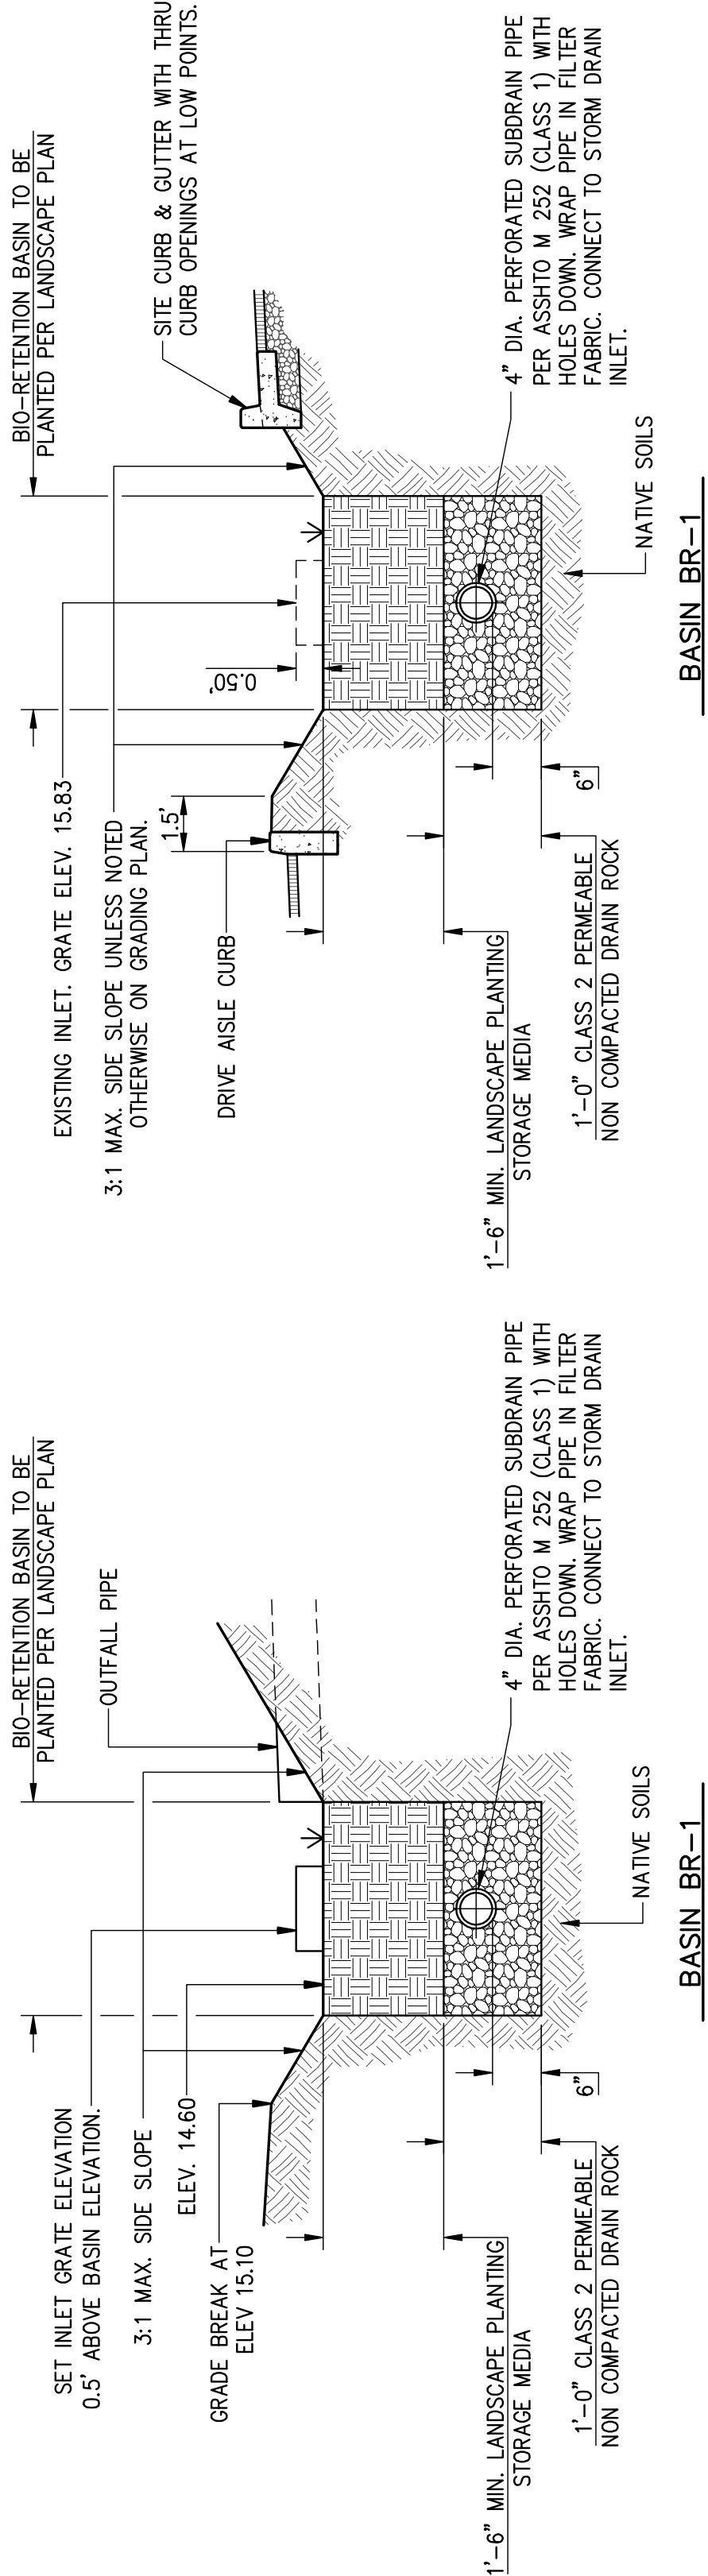 BIO-RETENTION BASIN TO BE
PLANTED PER LANDSCAPE PLAN
OUTFALL PIPE
SET INLET GRATE ELEVATION
0.5' ABOVE BASIN ELEVATION.
3:1 MAX. SIDE SLOPE
ELEV. 14.60
GRADE BREAK AT
ELEV 15.10
1'-6" MIN. LANDSCAPE PLANTING
STORAGE MEDIA
1'-0" CLASS 2 PERMEABLE
NON COMPACTED DRAIN ROCK
6"
4" DIA. PERFORATED SUBDRAIN PIPE
PER ASSHTO M 252 (CLASS 1) WITH
HOLES DOWN. WRAP PIPE IN FILTER
FABRIC. CONNECT TO STORM DRAIN
INLET.
NATIVE SOILS
BASIN BR-1
BIO-RETENTION BASIN TO BE
PLANTED PER LANDSCAPE PLAN
EXISTING INLET. GRATE ELEV. 15.83
3:1 MAX. SIDE SLOPE UNLESS NOTED
OTHERWISE ON GRADING PLAN.
1.5'
DRIVE AISLE CURB
0.50'
SITE CURB & GUTTER WITH THRU
CURB OPENINGS AT LOW POINTS.
1'-6" MIN. LANDSCAPE PLANTING
STORAGE MEDIA
1'-0" CLASS 2 PERMEABLE
NON COMPACTED DRAIN ROCK
6"
4" DIA. PERFORATED SUBDRAIN PIPE
PER ASSHTO M 252 (CLASS 1) WITH
HOLES DOWN. WRAP PIPE IN FILTER
FABRIC. CONNECT TO STORM DRAIN
INLET.
NATIVE SOILS
BASIN BR-1